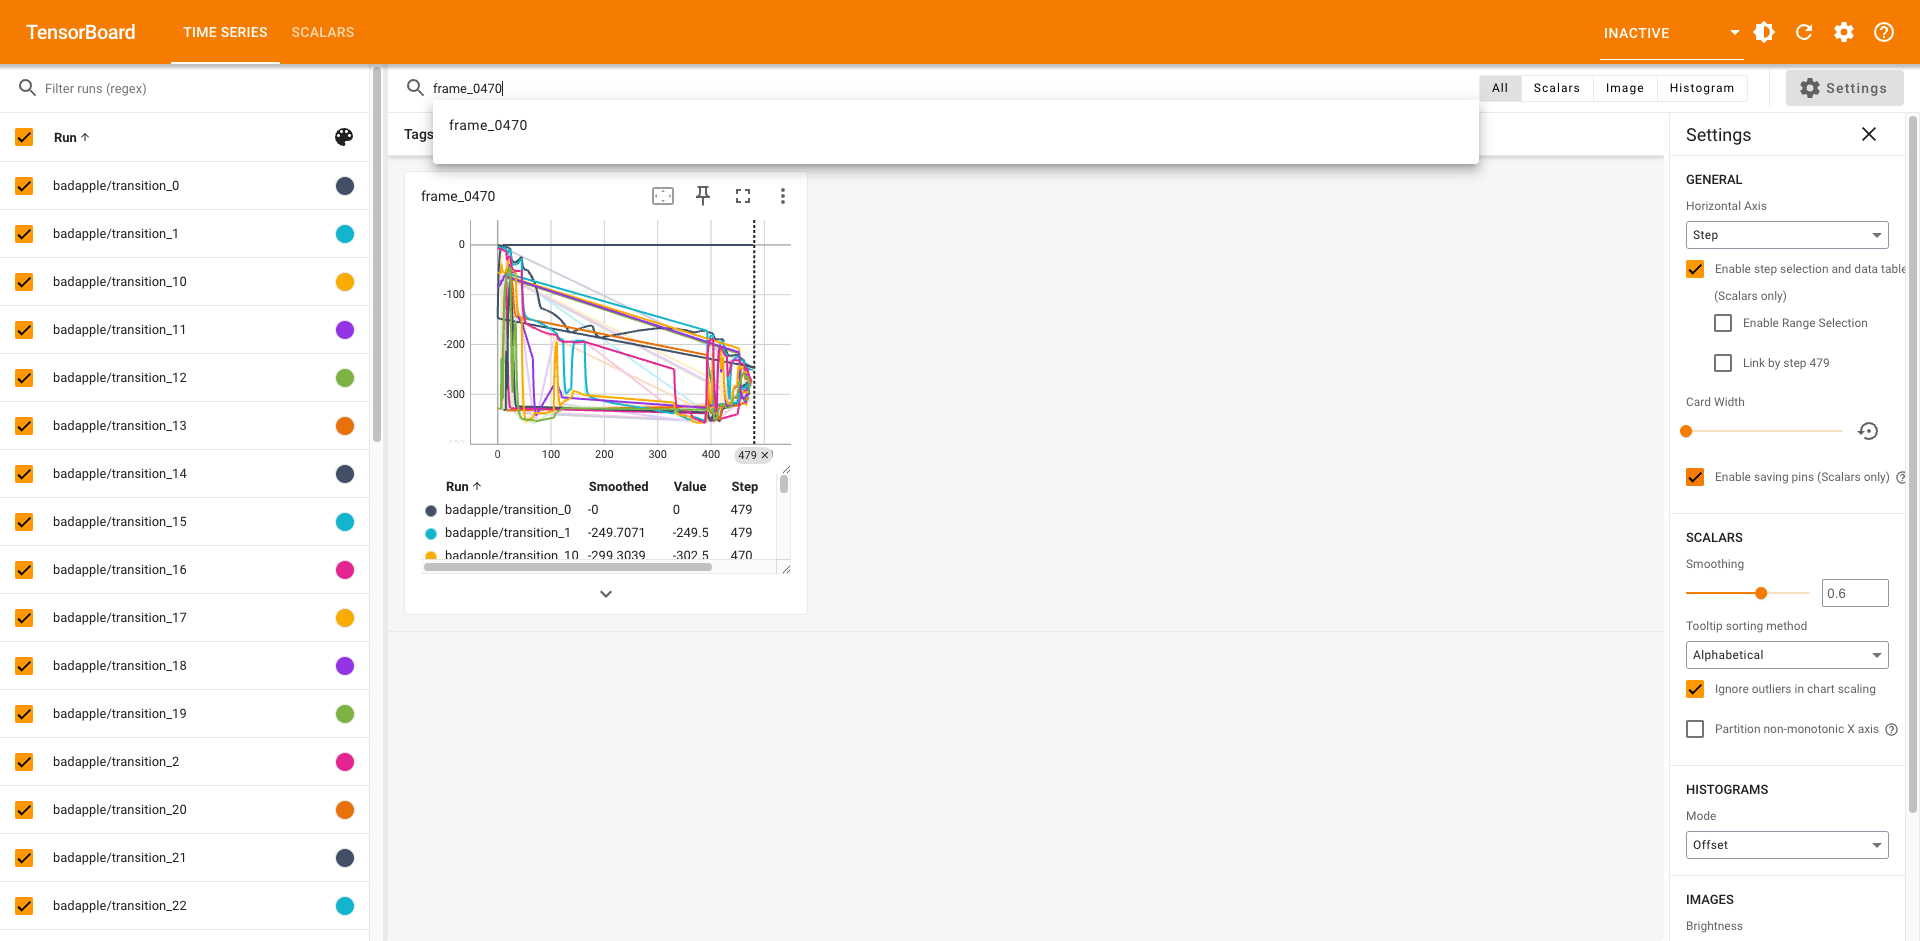 TensorBoard
TIME SERIES
SCALARS
INACTIVE
Filter runs (regex)
Run
badapple/transition_0
badapple/transition_1
badapple/transition_10
badapple/transition_11
badapple/transition_12
badapple/transition_13
badapple/transition_14
badapple/transition_15
badapple/transition_16
badapple/transition_17
badapple/transition_18
badapple/transition_19
badapple/transition_2
badapple/transition_20
badapple/transition_21
badapple/transition_22
frame_0470
All Scalars Image Histogram
Settings
frame_0470
Tags
frame_0470
0
-100
-200
-300
0 100 200 300 400 479
Run Smoothed Value Step
badapple/transition_0 -0 0 479
badapple/transition_1 -249.7071 -249.5 479
badapple/transition_10 -299.3039 -302.5 470
Settings
GENERAL
Horizontal Axis
Step
Enable step selection and data table
(Scalars only)
Enable Range Selection
Link by step 479
Card Width
Enable saving pins (Scalars only)
SCALARS
Smoothing
0.6
Tooltip sorting method
Alphabetical
Ignore outliers in chart scaling
Partition non-monotonic X axis
HISTOGRAMS
Mode
Offset
IMAGES
Brightness